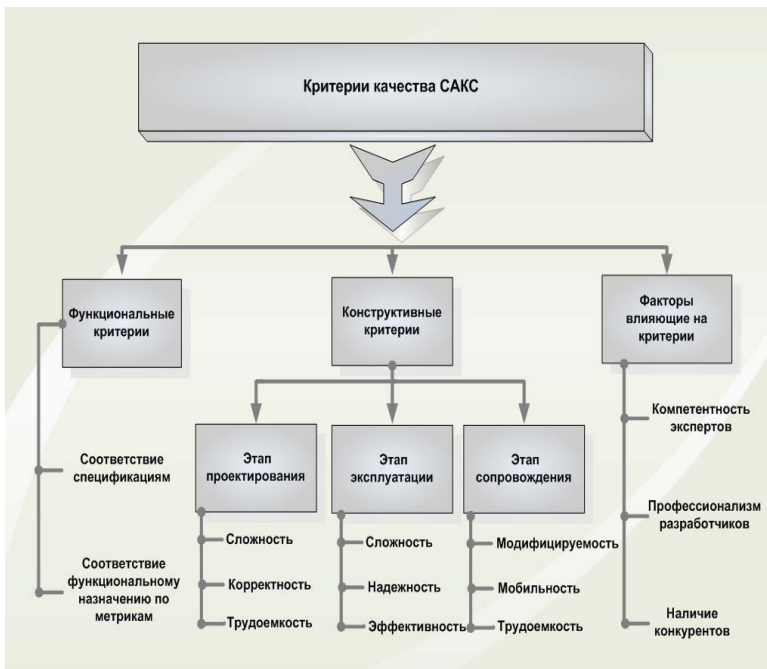 Критерии качества САКС
Функциональные
критерии
Соответствие
спецификациям
Соответствие
функциональному
назначению по
метрикам
Конструктивные
критерии
Этап
проектирования
Сложность
Корректность
Трудоемкость
Этап
эксплуатации
Сложность
Надежность
Эффективность
Этап
сопровождения
Модифицируемость
Мобильность
Трудоемкость
Факторы
влияющие на
критерии
Компетентность
экспертов
Профессионализм
разработчиков
Наличие
конкурентов